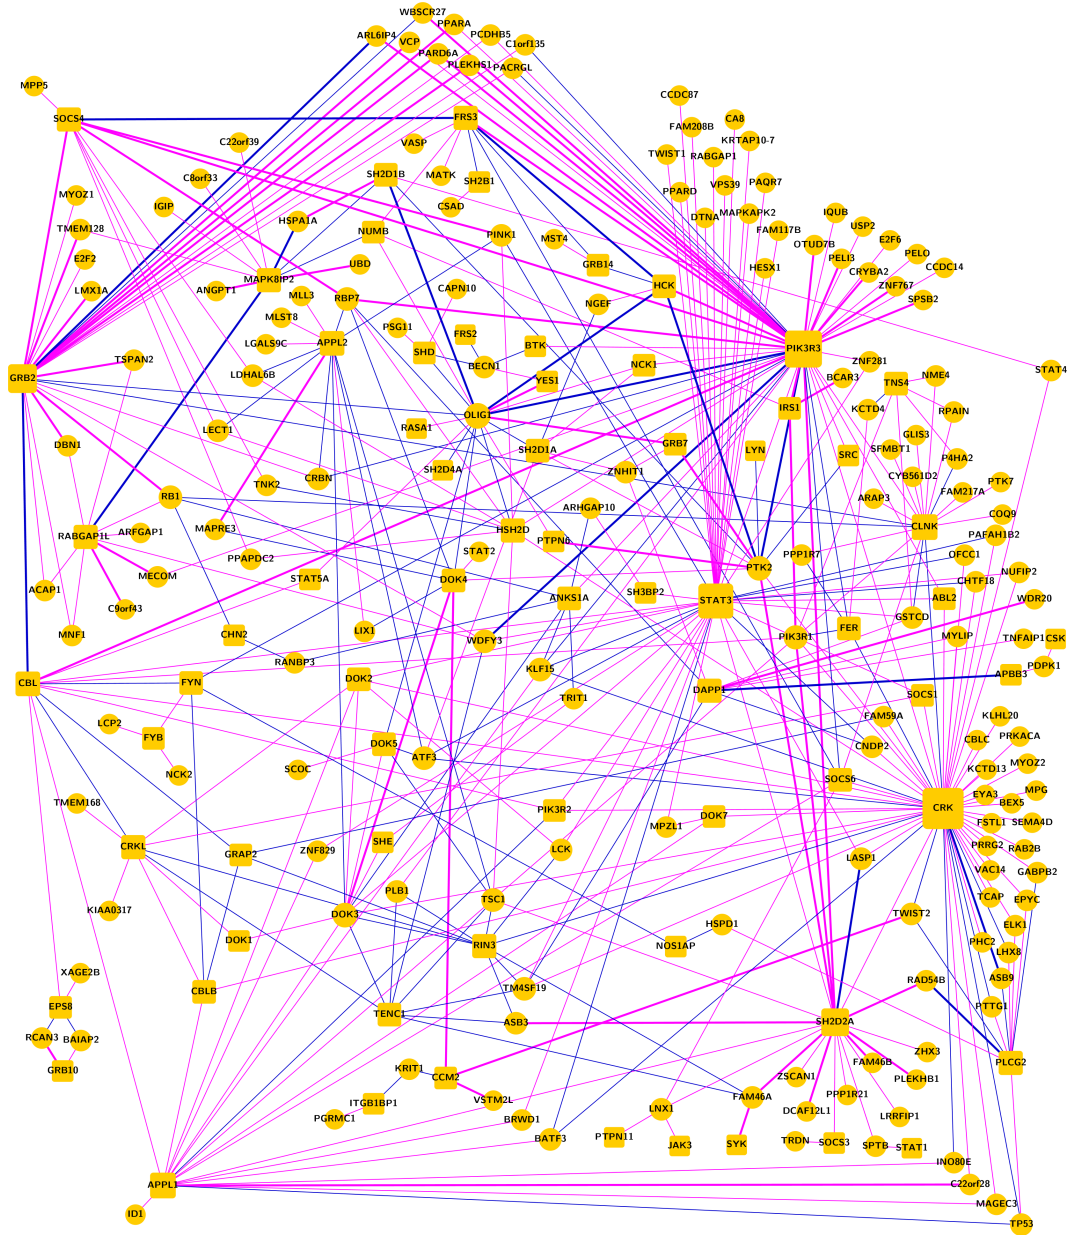 WBSCR27
PPARA
ARL6IP4
VCP
PCDHB5
C1orf135
PARD6A
PLEKHS1
PACRGL
MPP5
SOCS4
FRS3
CCDC87
FAM208B
CA8
KRTAP10-7
C22orf39
VASP
TWIST1
RABGAP1
C8orf33
SH2D1B
MATK
SH2B1
PPARD
VPS39
PAQR7
MYOZ1
IGIP
CSAD
DTNA
MAPKAPK2
IQUB
TMEM128
HSPA1A
NUMB
PINK1
MST4
FAM117B
USP2
OTUD7B
E2F6
E2F2
UBD
GRB14
HESX1
PELI3
PELO
MAPK8IP2
CRYBA2
CCDC14
LMX1A
ANGPT1
MLL3
RBP7
CAPN10
NGEF
HCK
ZNF767
SPSB2
MLST8
PSG11
FRS2
LGALS9C
APPL2
SHD
BTK
PIK3R3
TSPAN2
ZNF281
GRB2
LDHAL6B
BECN1
YES1
NCK1
BCAR3
TNS4
NME4
STAT4
KCTD4
RPAIN
DBN1
LECT1
RASA1
OLIG1
IRS1
GLIS3
SH2D1A
GRB7
LYN
SRC
SFMBT1
P4HA2
CRBN
SH2D4A
ZNHIT1
CYB561D2
TNK2
PTK7
RB1
ARHGAP10
ARAP3
FAM217A
COQ9
MAPRE3
RABGAP1L
ARFGAP1
HSH2D
PTPN6
CLNK
PAFAH1B2
STAT2
PPP1R7
PPAPDC2
OFCC1
MECOM
STAT5A
DOK4
PTK2
CHTF18
NUFIP2
ACAP1
ANKS1A
SH3BP2
STAT3
ABL2
WDR20
C9orf43
GSTCD
MNF1
CHN2
LIX1
WDFY3
PIK3R1
FER
MYLIP
TNFAIP1
CSK
RANBP3
KLF15
PDPK1
CBL
FYN
DOK2
TRIT1
DAPP1
APBB3
SOCS1
LCP2
FYB
DOK5
FAM59A
KLHL20
CBLC
PRKACA
NCK2
SCOC
ATF3
CNDP2
SOCS6
KCTD13
MYOZ2
TMEM168
PIK3R2
EYA3
MPG
CRK
BEX5
DOK7
CRKL
SHE
MPZL1
FSTL1
SEMA4D
GRAP2
ZNF829
LCK
LASP1
PRRG2
RAB2B
VAC14
GABPB2
KIAA0317
PLB1
TSC1
TCAP
EPYC
DOK3
TWIST2
ELK1
DOK1
RIN3
NOS1AP
HSPD1
PHC2
LHX8
XAGE2B
CBLB
TM4SF19
RAD54B
ASB9
EPS8
TENC1
ASB3
SH2D2A
PTTG1
RCAN3
BAIAP2
ZHX3
PLCG2
GRB10
KRIT1
CCM2
ZSCAN1
FAM46B
PLEKHB1
ITGB1BP1
VSTM2L
FAM46A
PPP1R21
PGRMC1
BRWD1
LNX1
DCAF12L1
LRRFIP1
BATF3
PTPN11
JAK3
SYK
TRDN
SOCS3
SPTB
STAT1
INO80E
APPL1
C22orf28
MAGEC3
ID1
TP53